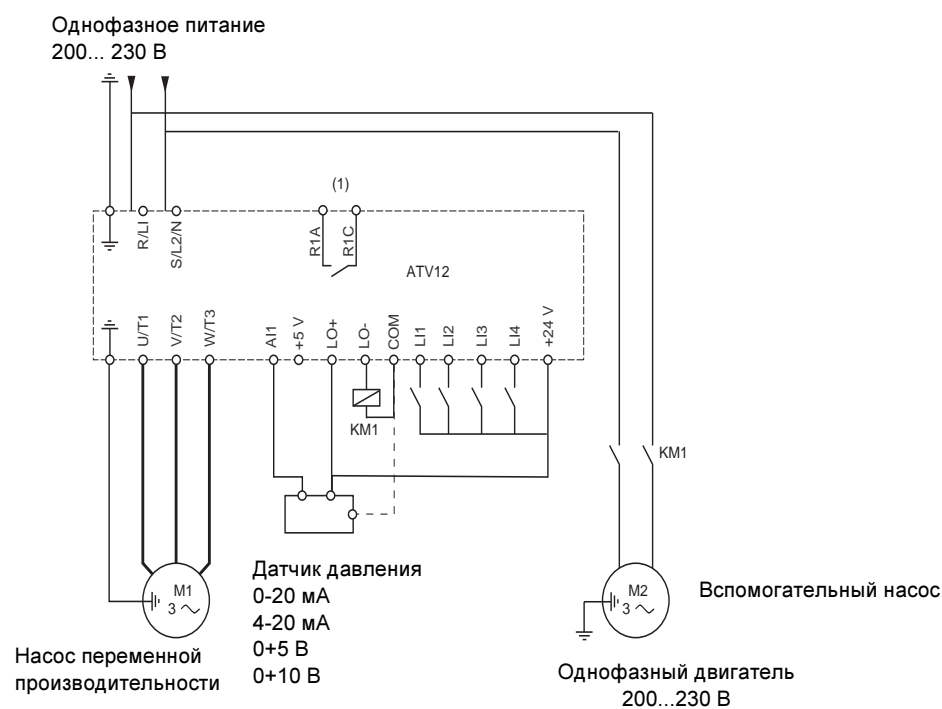 Однофазное питание
200... 230 В
(1)
R/LI
S/L2/N
R1A
R1C
ATV12
U/T1
V/T2
W/T3
AI1
+5 V
LO+
LO-
COM
LI1
LI2
LI3
LI4
+24 V
KM1
KM1
Датчик давления
0-20 мА
4-20 мА
0+5 В
0+10 В
M1
3
M2
3
Вспомогательный насос
Насос переменной
производительности
Однофазный двигатель
200...230 В